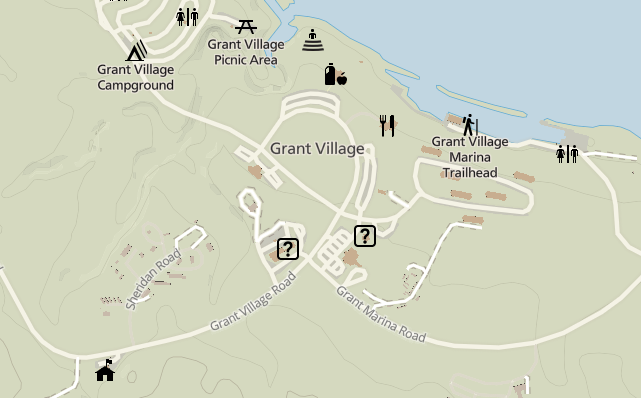 Grant Village
Picnic Area
Grant Village
Campground
Grant Village
Grant Village
Marina
Trailhead
?
?
Sheridan Road
Grant Village Road
Grant Marina Road